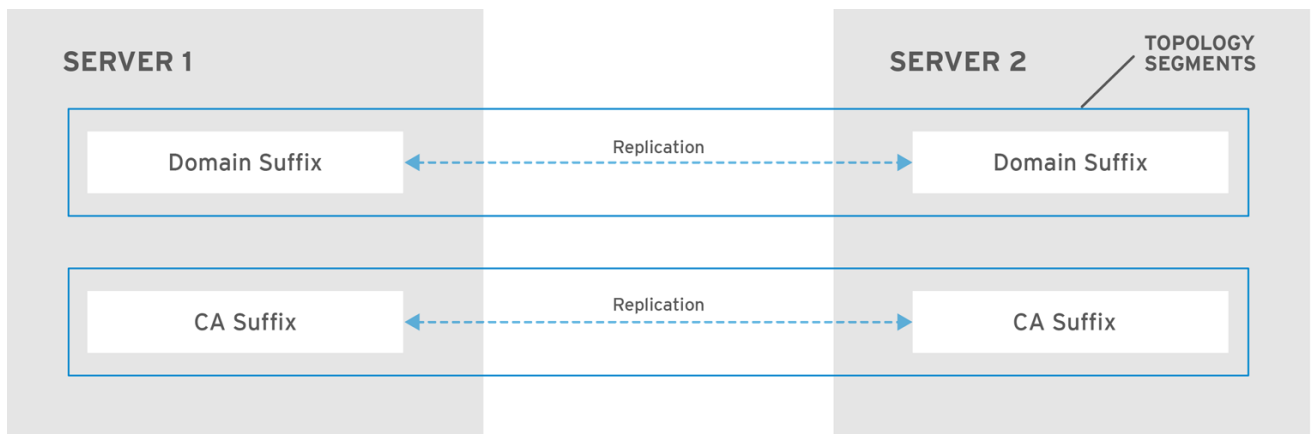 SERVER 1
SERVER 2
TOPOLOGY
SEGMENTS
Domain Suffix
Replication
Domain Suffix
CA Suffix
Replication
CA Suffix